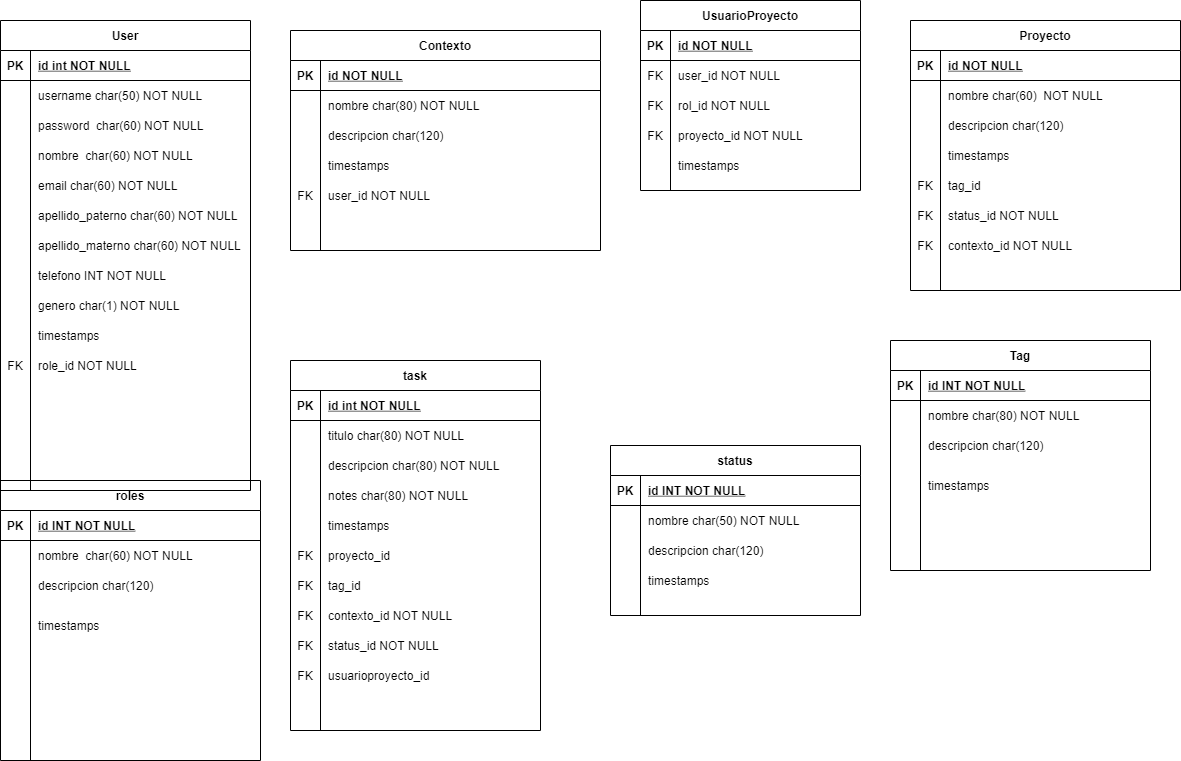 User
PK id int NOT NULL
username char(50) NOT NULL
password  char(60) NOT NULL
nombre  char(60) NOT NULL
email char(60) NOT NULL
apellido_paterno char(60) NOT NULL
apellido_materno char(60) NOT NULL
telefono INT NOT NULL
genero char(1) NOT NULL
timestamps
FK role_id NOT NULL
Contexto
PK id NOT NULL
nombre char(80) NOT NULL
descripcion char(120)
timestamps
FK user_id NOT NULL
UsuarioProyecto
PK id NOT NULL
FK user_id NOT NULL
FK rol_id NOT NULL
FK proyecto_id NOT NULL
timestamps
Proyecto
PK id NOT NULL
nombre char(60)  NOT NULL
descripcion char(120)
timestamps
FK tag_id
FK status_id NOT NULL
FK contexto_id NOT NULL
roles
PK id INT NOT NULL
nombre  char(60) NOT NULL
descripcion char(120)
timestamps
task
PK id int NOT NULL
titulo char(80) NOT NULL
descripcion char(80) NOT NULL
notes char(80) NOT NULL
timestamps
FK proyecto_id
FK tag_id
FK contexto_id NOT NULL
FK status_id NOT NULL
FK usuarioproyecto_id
status
PK id INT NOT NULL
nombre char(50) NOT NULL
descripcion char(120)
timestamps
Tag
PK id INT NOT NULL
nombre char(80) NOT NULL
descripcion char(120)
timestamps